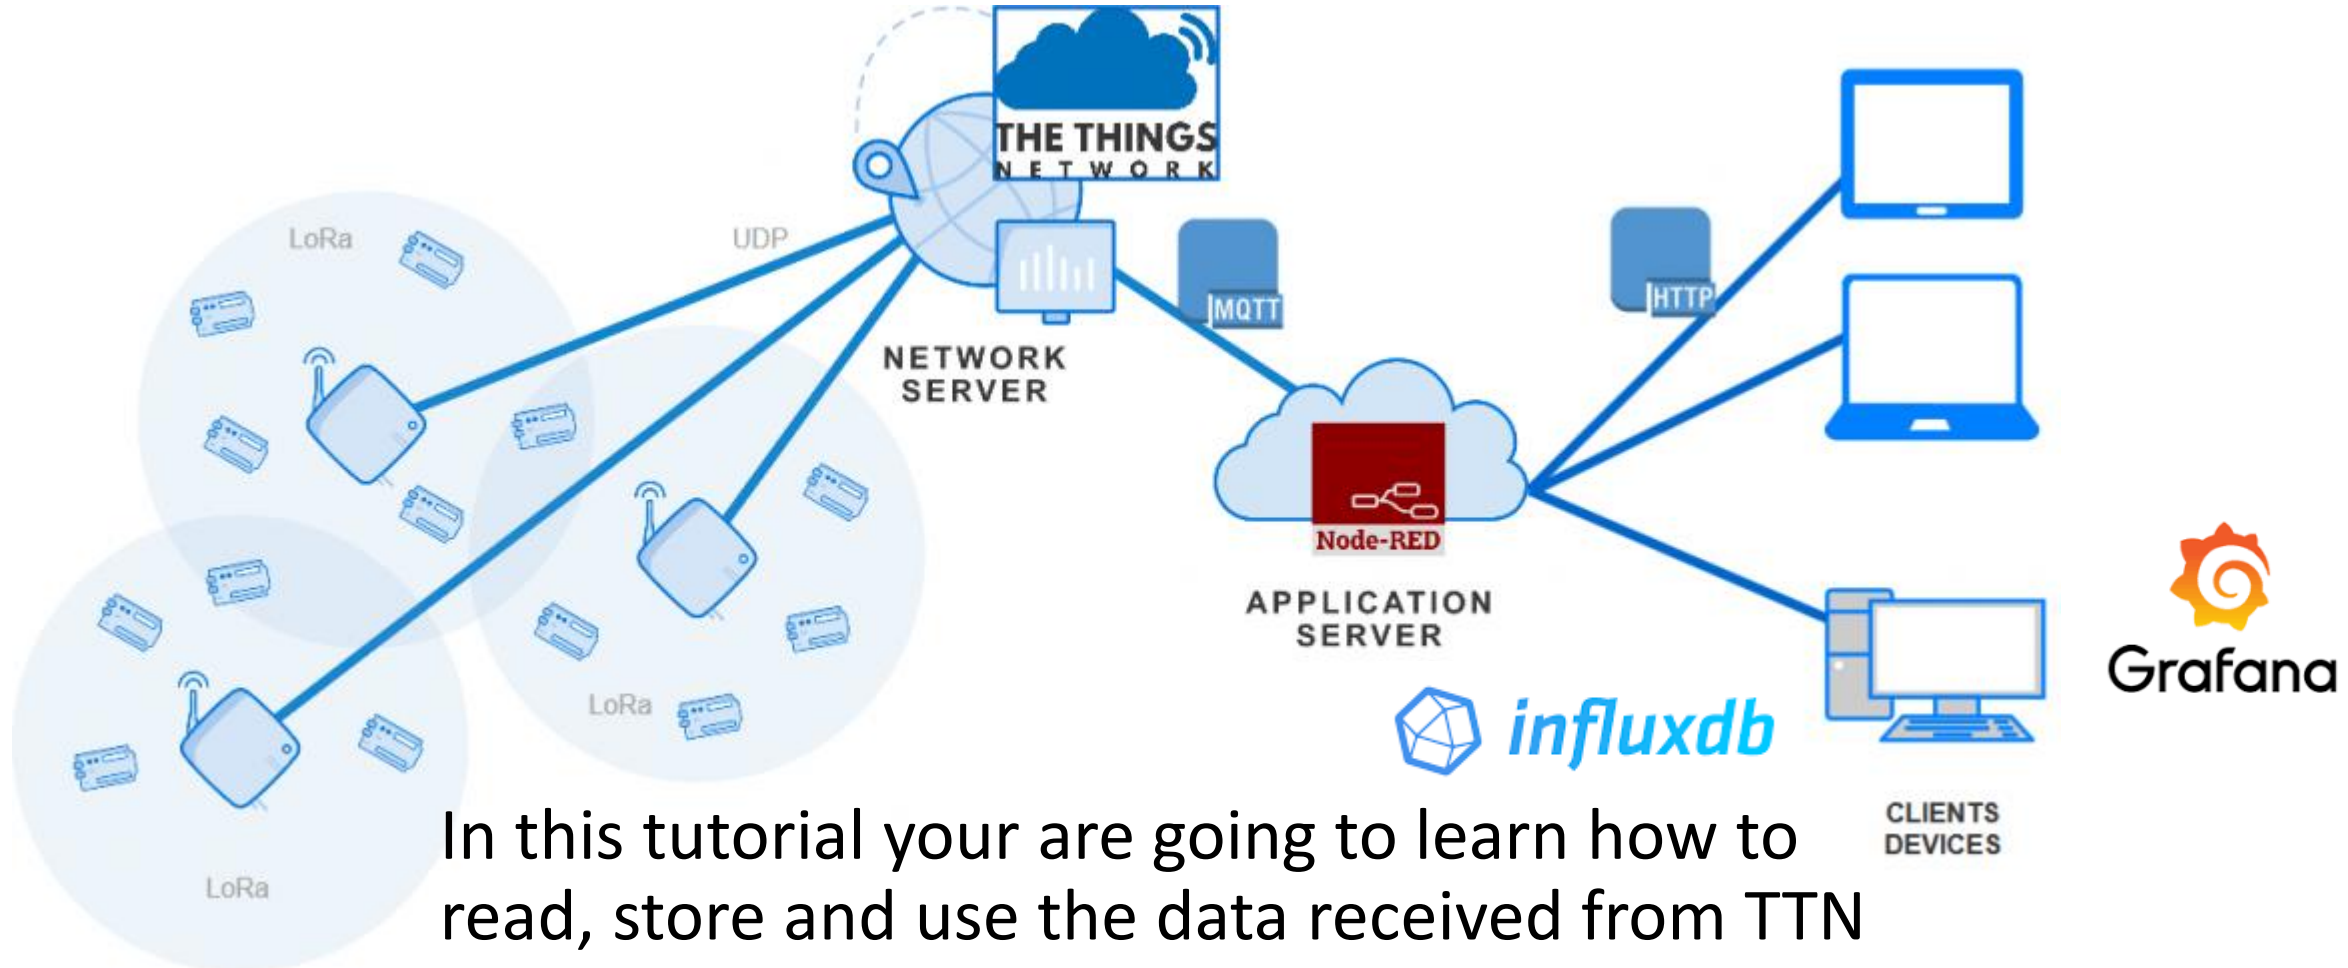 THE THINGS
NETWORK
LoRa
UDP
MQTT
HTTP
NETWORK
SERVER
Node-RED
APPLICATION
SERVER
LoRa
influxdb
Grafana
CLIENTS
DEVICES
LoRa
In this tutorial your are going to learn how to
read, store and use the data received from TTN